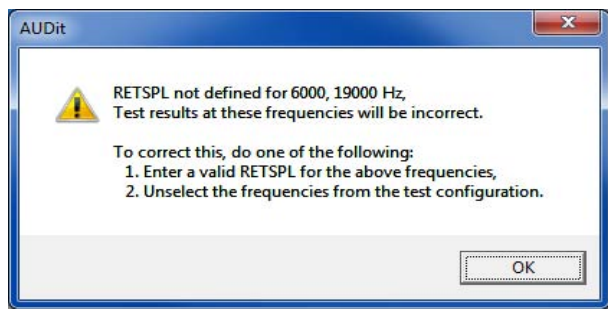 AUDit
RETSPL not defined for 6000, 19000 Hz,
Test results at these frequencies will be incorrect.
To correct this, do one of the following:
1. Enter a valid RETSPL for the above frequencies,
2. Unselect the frequencies from the test configuration.
OK